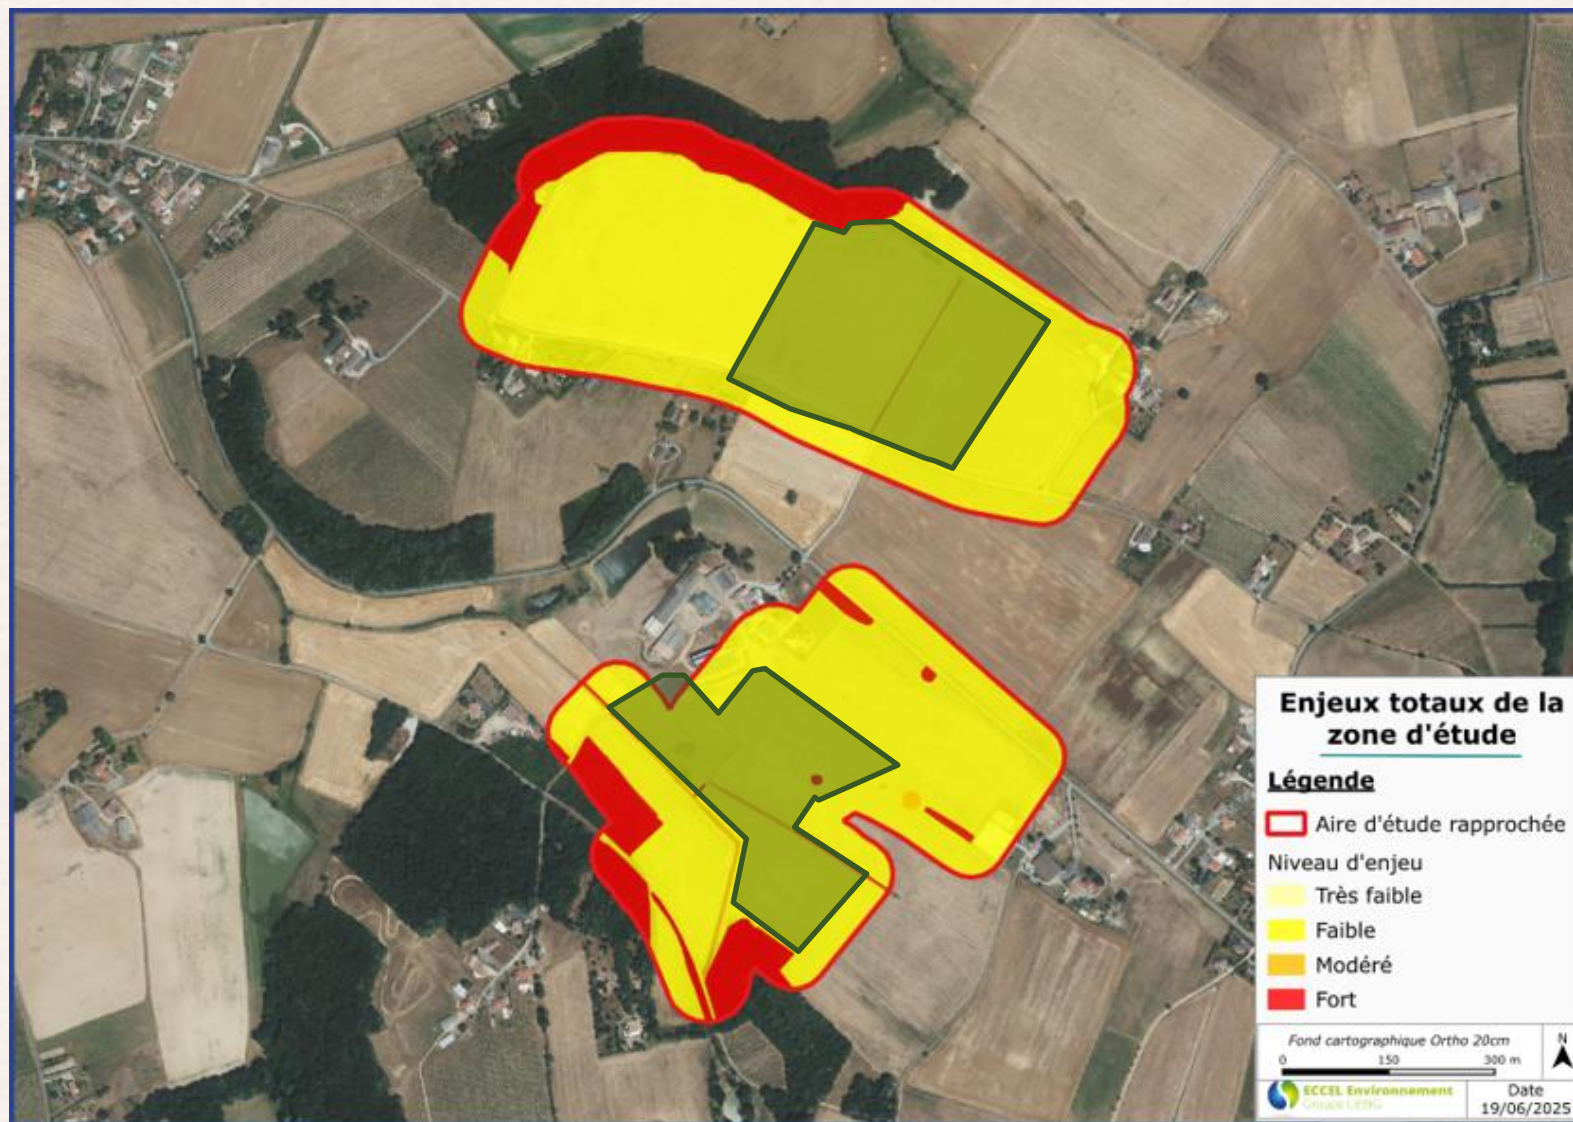 Enjeux totaux de la
zone d'étude
Légende
Aire d'étude rapprochée
Niveau d'enjeu
Très faible
Faible
Modéré
Fort
Fond cartographique Ortho 20cm
0 150 300 m
N
ECCEL Environnement
Groupe
Date
19/06/2025